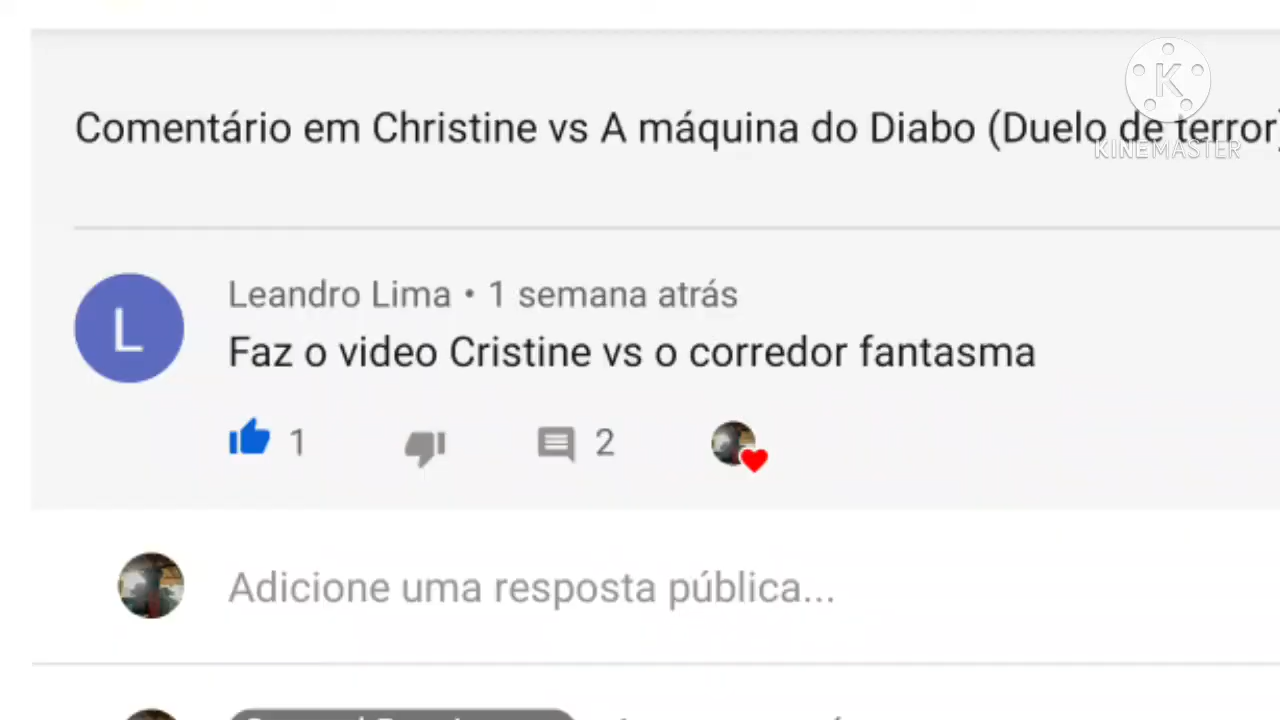 Comentário em Christine vs A máquina do Diabo (Duelo de terror)
KINEMASTER
L
Leandro Lima • 1 semana atrás
Faz o video Cristine vs o corredor fantasma
1
2
Adicione uma resposta pública...